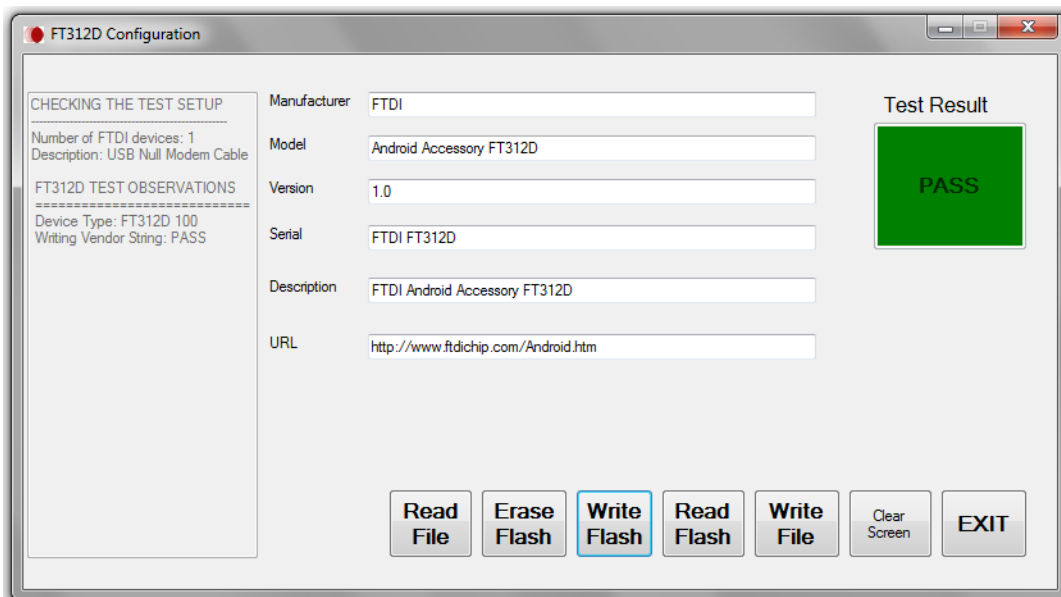 FT312D Configuration
CHECKING THE TEST SETUP
------------------------------------------------------
Number of FTDI devices: 1
Description: USB Null Modem Cable
FT312D TEST OBSERVATIONS
============================
Device Type: FT312D 100
Writing Vendor String: PASS
Manufacturer FTDI
Model Android Accessory FT312D
Version 1.0
Serial FTDI FT312D
Description FTDI Android Accessory FT312D
URL http://www.ftdichip.com/Android.htm
Test Result
PASS
Read
File
Erase
Flash
Write
Flash
Read
Flash
Write
File
Clear
Screen
EXIT